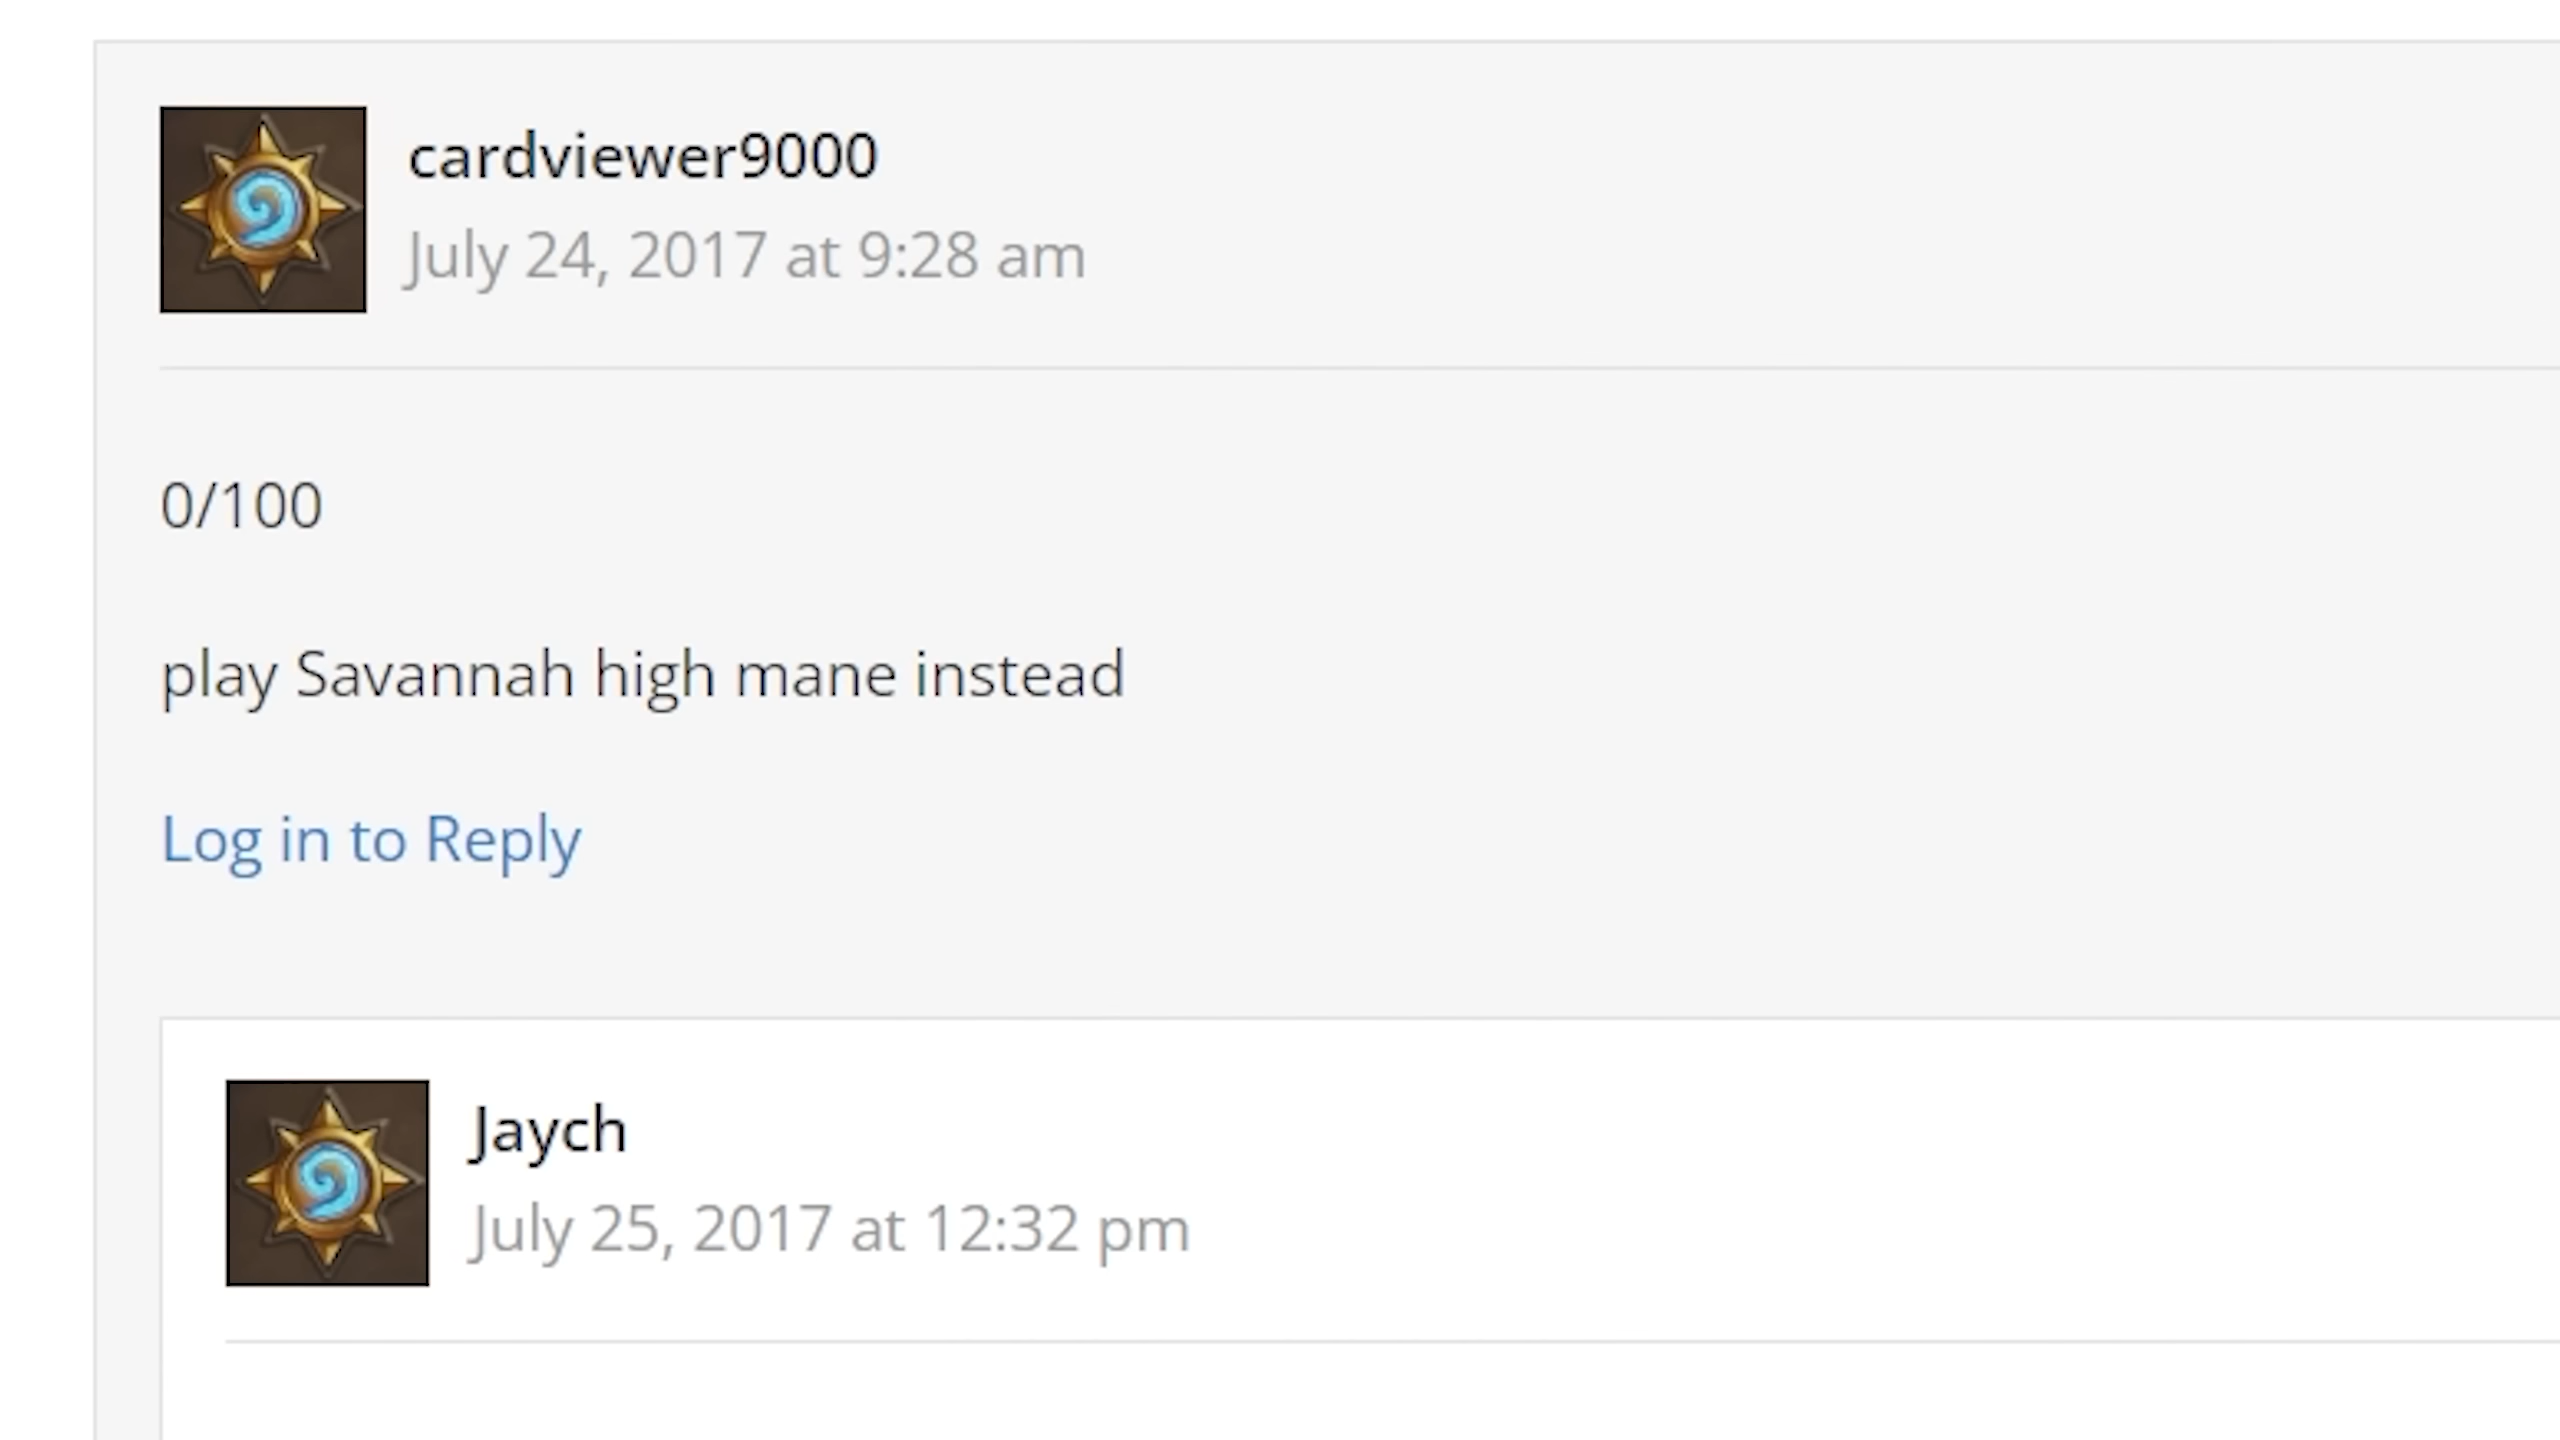 cardviewer9000
July 24, 2017 at 9:28 am
0/100
play Savannah high mane instead
Log in to Reply
Jaych
July 25, 2017 at 12:32 pm